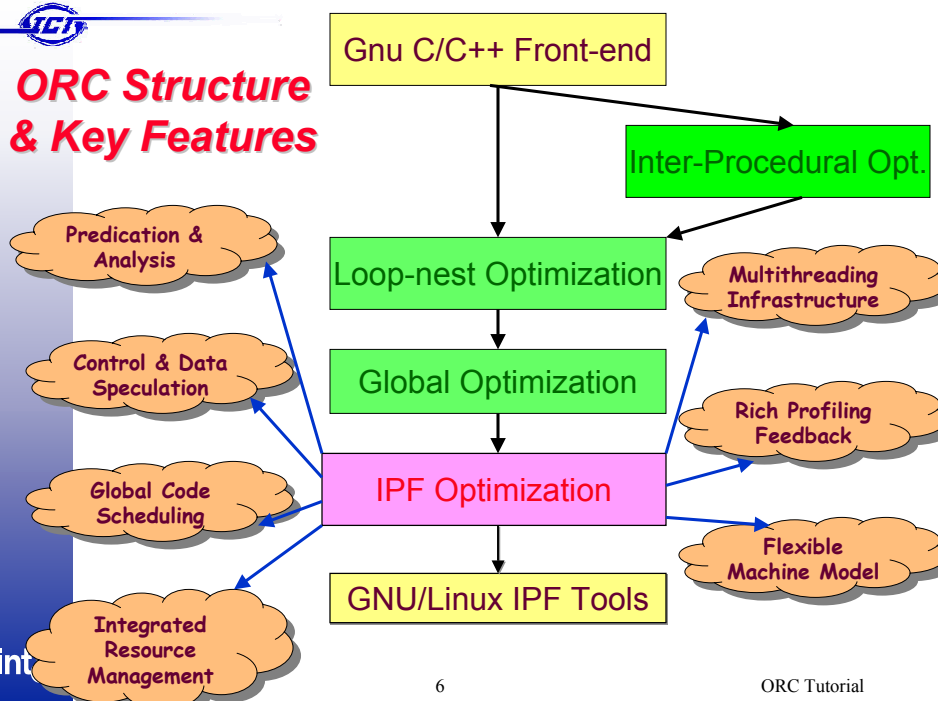 ICT
ORC Structure
& Key Features
Gnu C/C++ Front-end
Inter-Procedural Opt.
Loop-nest Optimization
Global Optimization
IPF Optimization
GNU/Linux IPF Tools
Predication &
Analysis
Control & Data
Speculation
Global Code
Scheduling
Integrated
Resource
Management
Multithreading
Infrastructure
Rich Profiling
Feedback
Flexible
Machine Model
int
6
ORC Tutorial